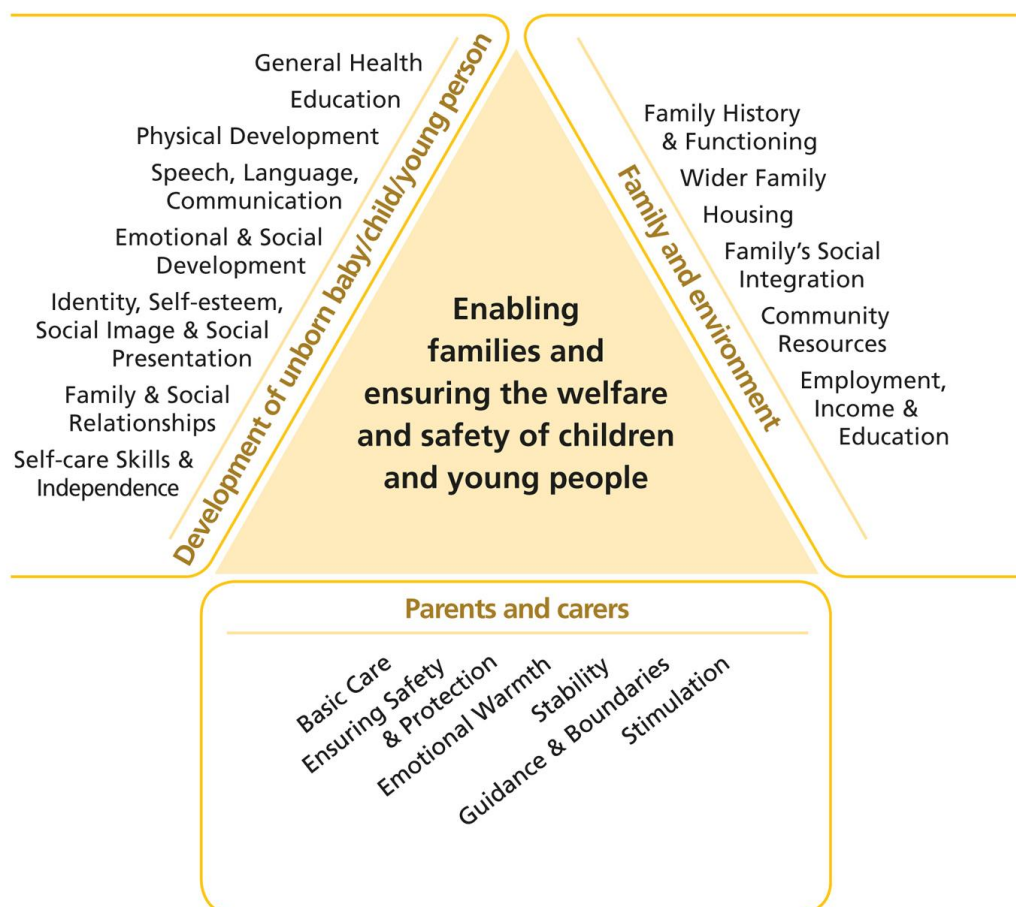 General Health
Education
Physical Development
Speech, Language,
Communication
Emotional & Social
Development
Identity, Self-esteem,
Social Image & Social
Presentation
Family & Social
Relationships
Self-care Skills &
Independence
Development of unborn baby/child/young person
Enabling
families and
ensuring the welfare
and safety of children
and young people
Family and environment
Family History
& Functioning
Wider Family
Housing
Family’s Social
Integration
Community
Resources
Employment,
Income &
Education
Parents and carers
Basic Care
Ensuring Safety
& Protection
Emotional Warmth
Stability
Guidance & Boundaries
Stimulation